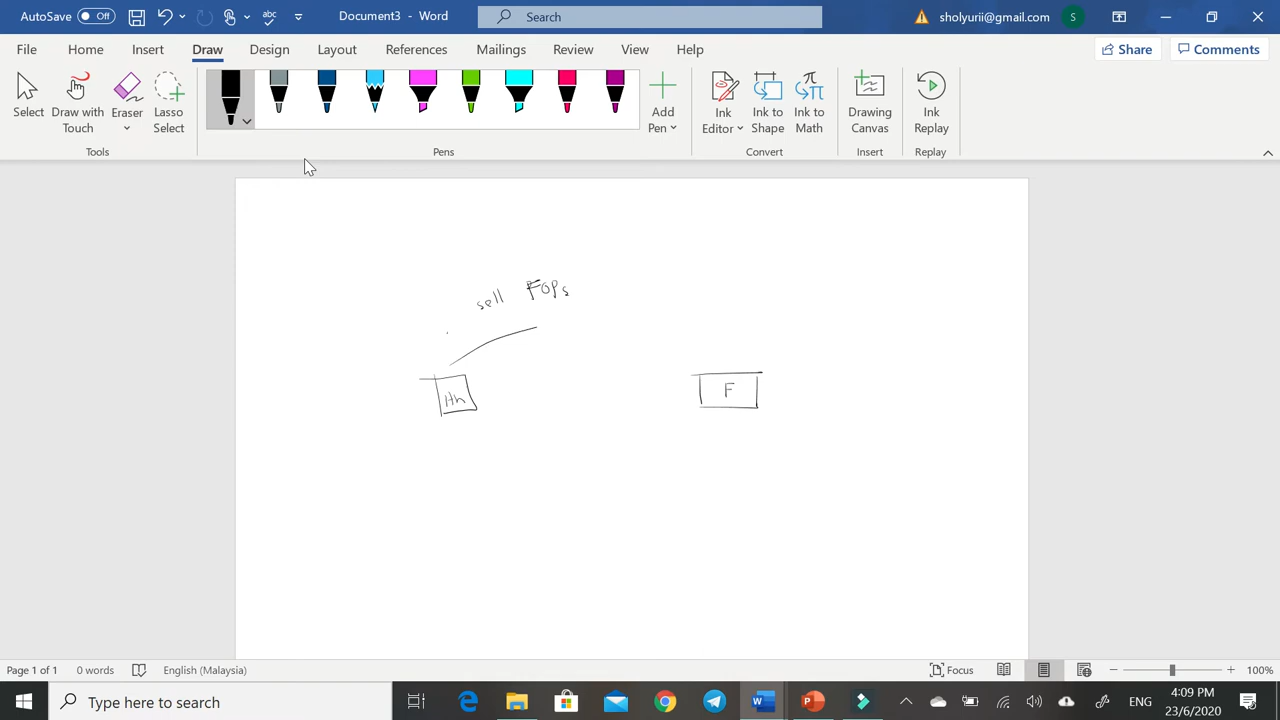 AutoSave Off Document3 - Word Search sholyurii@gmail.com S
File Home Insert Draw Design Layout References Mailings Review View Help Share Comments
Select Draw with Touch Eraser Lasso Select Add Pen Ink Editor Ink to Shape Ink to Math Drawing Canvas Ink Replay
Tools Pens Convert Insert Replay
sell FOPs
Hh F
Page 1 of 1 0 words English (Malaysia) Focus 100%
Type here to search ENG 4:09 PM
23/6/2020